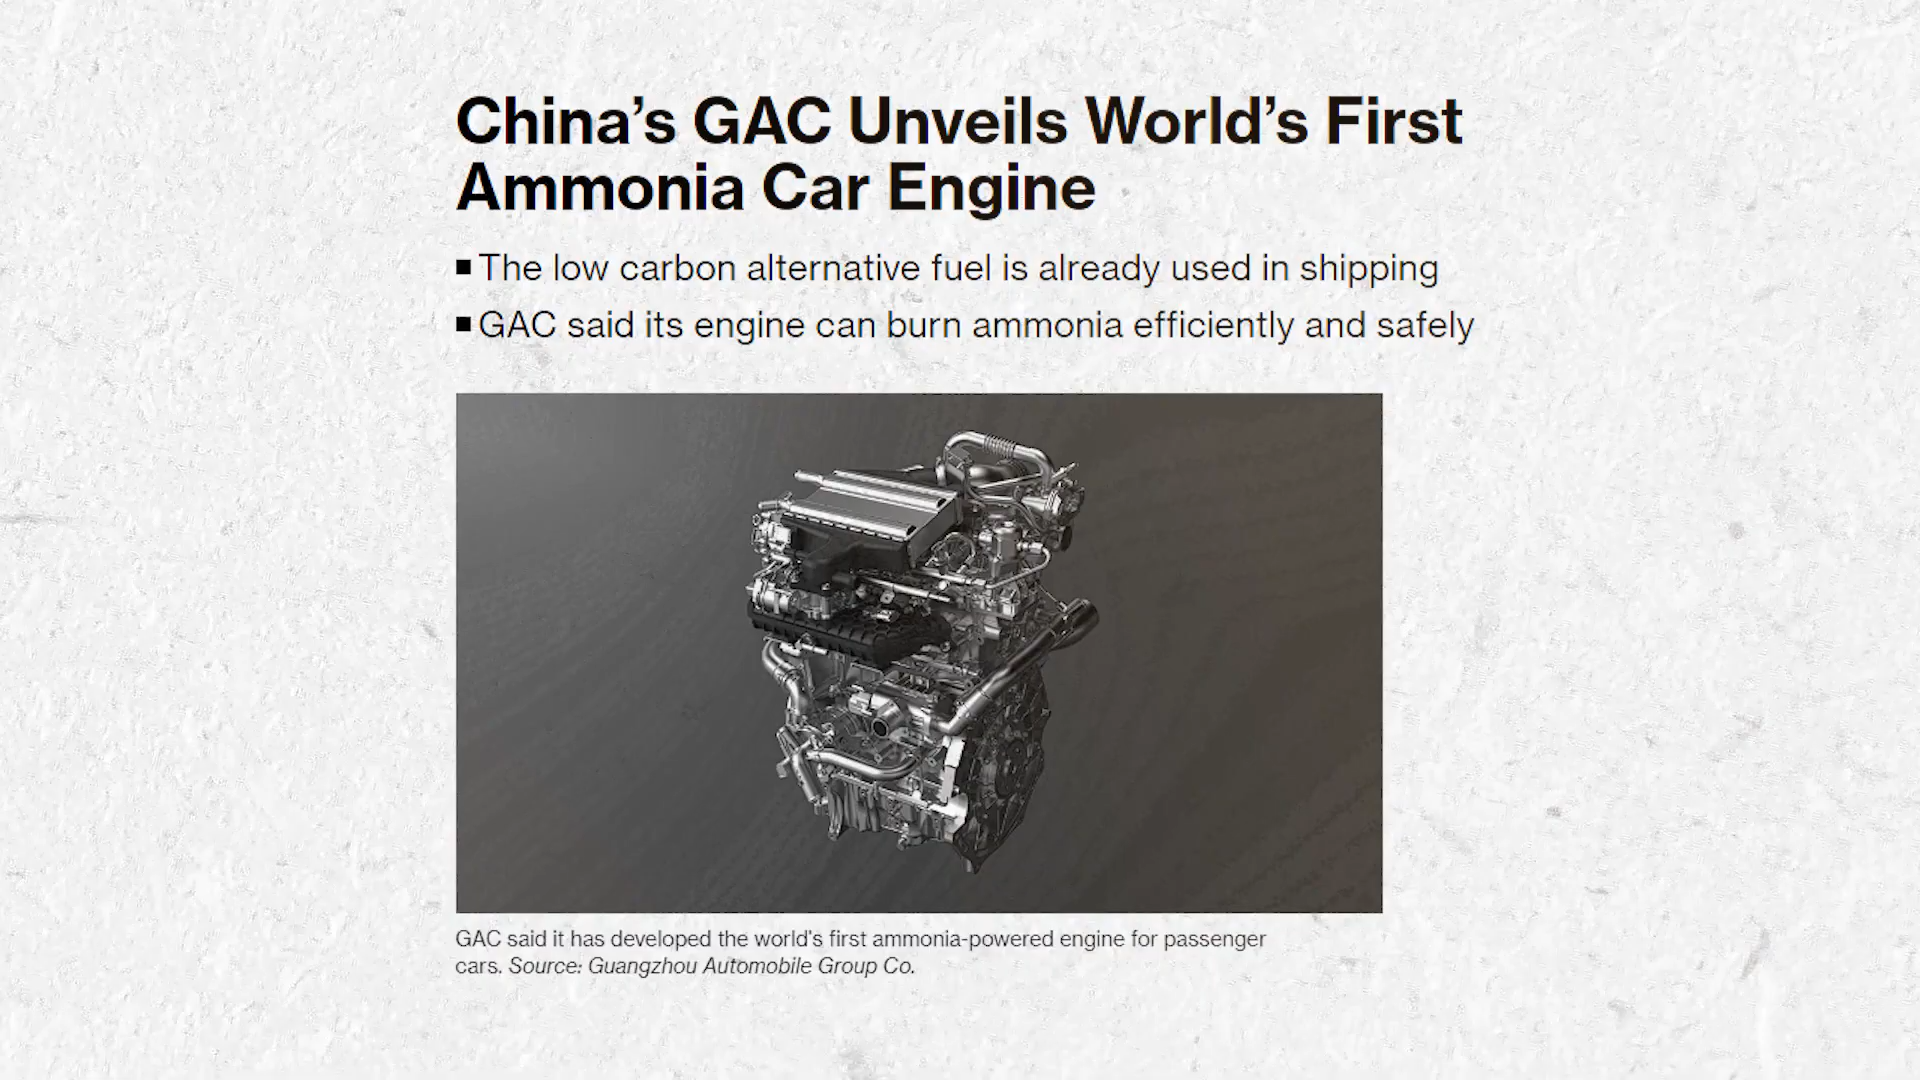 China’s GAC Unveils World’s First
Ammonia Car Engine
■ The low carbon alternative fuel is already used in shipping
■ GAC said its engine can burn ammonia efficiently and safely
GAC said it has developed the world's first ammonia-powered engine for passenger
cars. Source: Guangzhou Automobile Group Co.